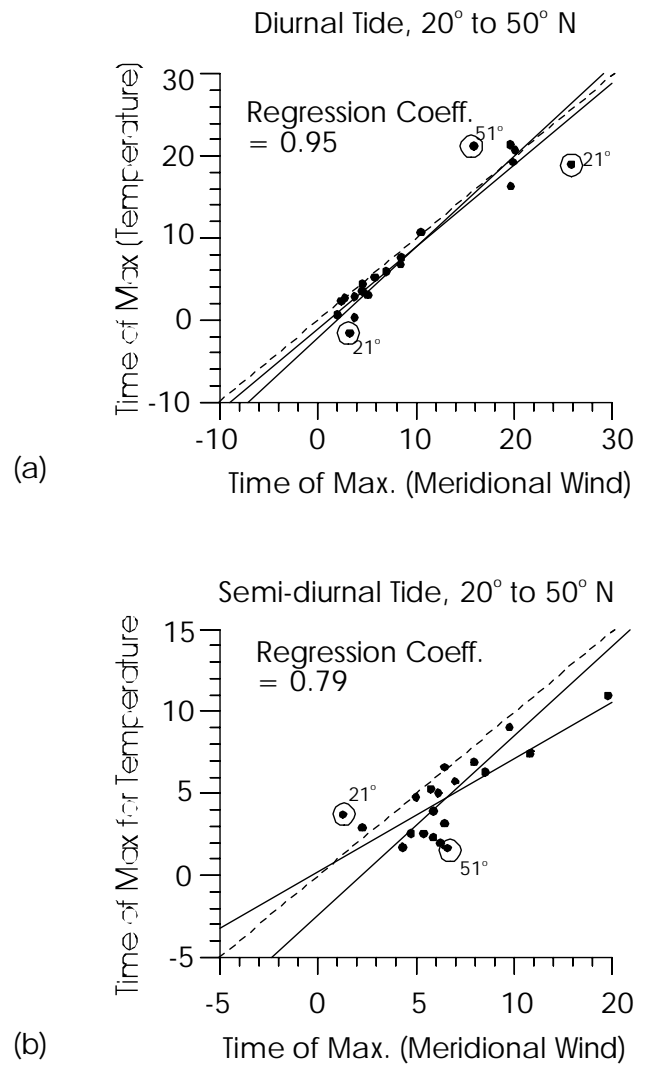 Diurnal Tide, 20° to 50° N
Time of Max (Temperature)
30
20
10
0
-10
Regression Coeff.
= 0.95
51°
21°
21°
-10
0
10
20
30
Time of Max. (Meridional Wind)
(a)
Semi-diurnal Tide, 20° to 50° N
Time of Max for Temperature
15
10
5
0
-5
Regression Coeff.
= 0.79
21°
51°
-5
0
5
10
20
Time of Max. (Meridional Wind)
(b)